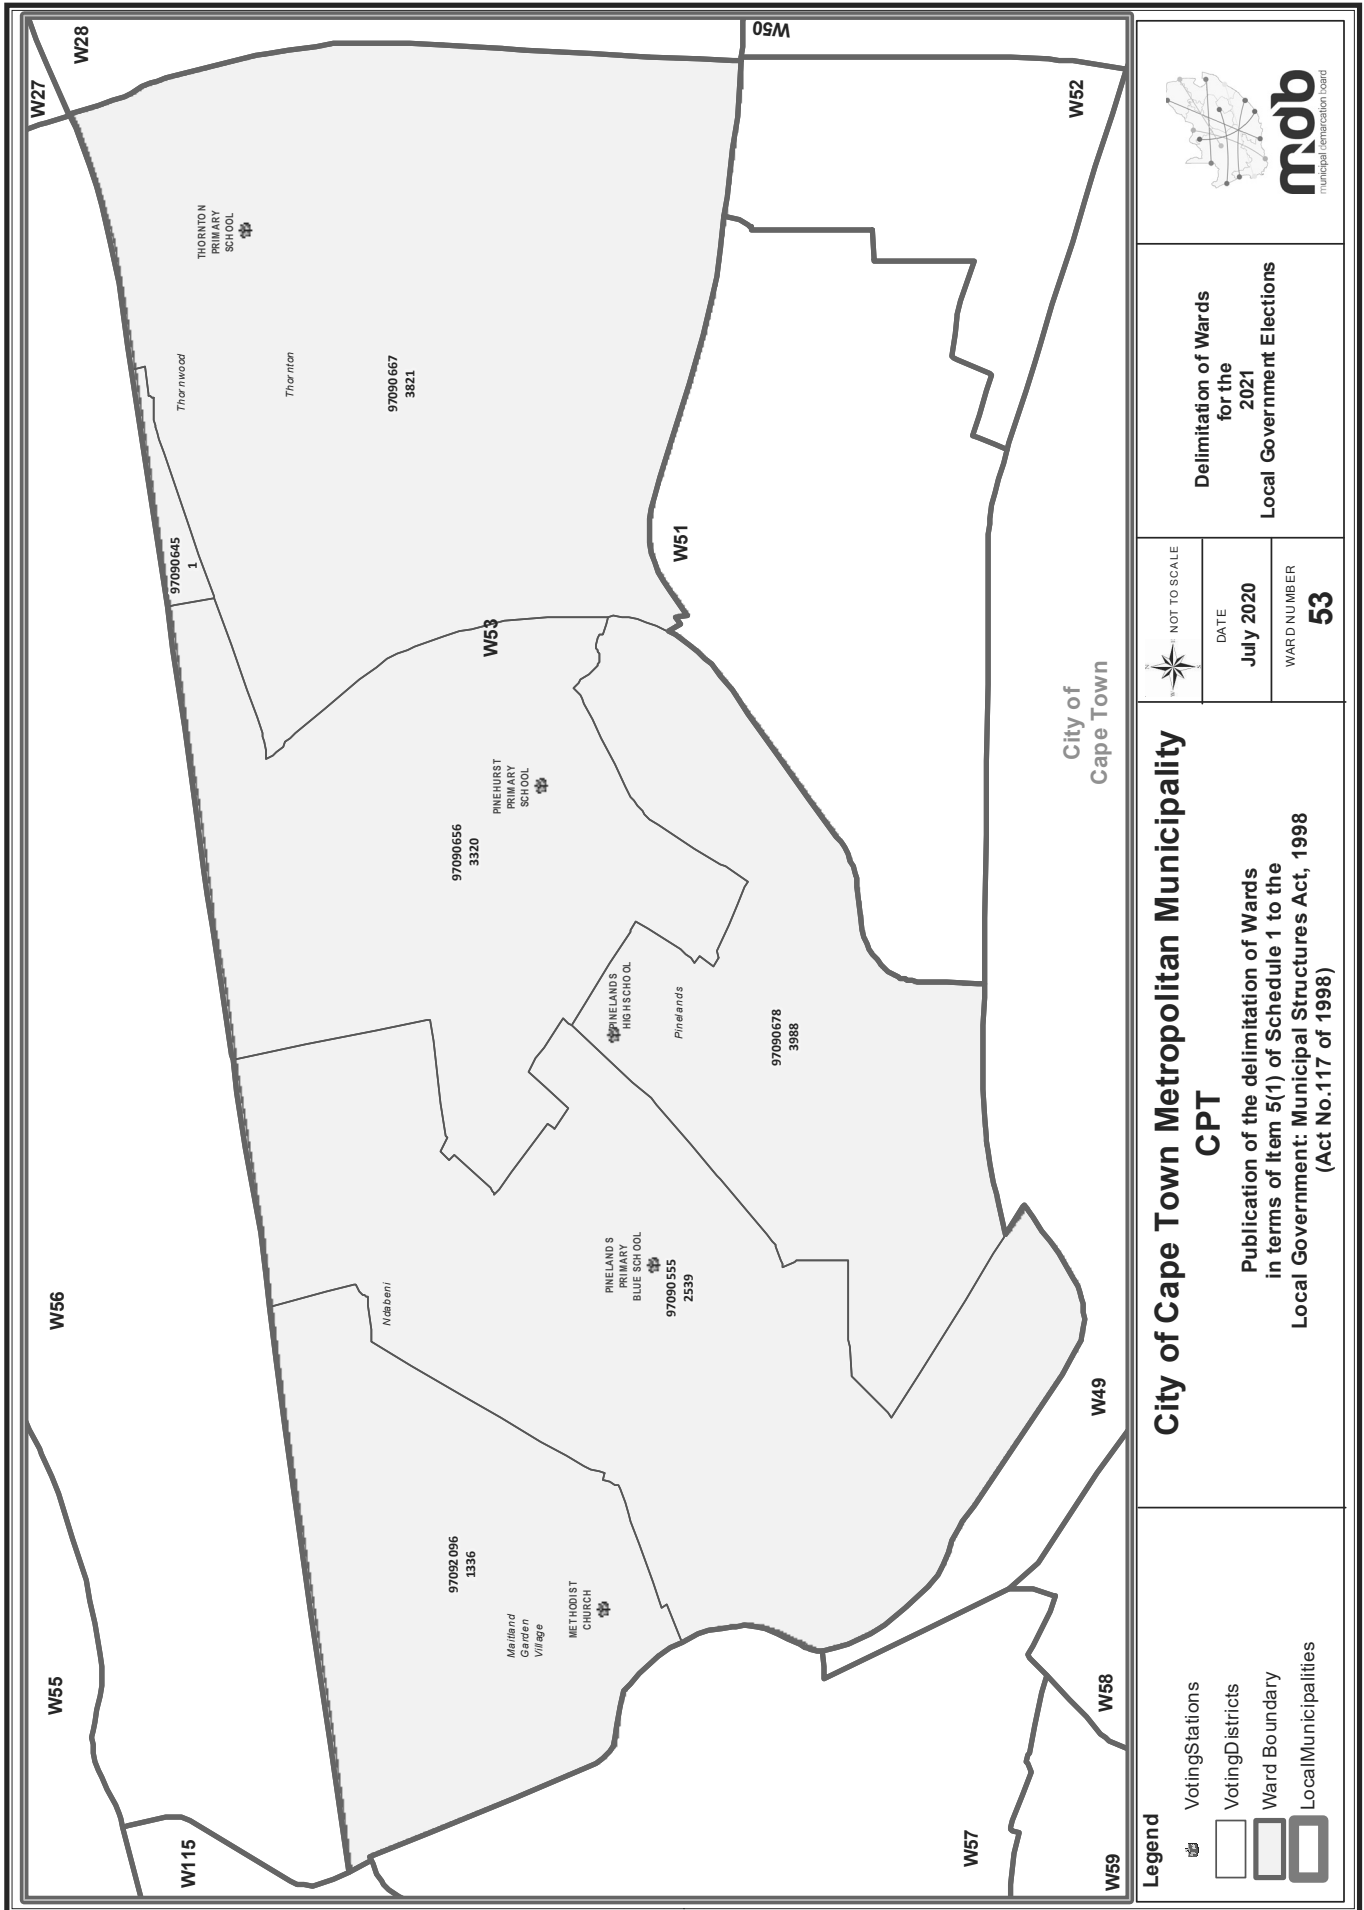 W27
W28
W50
W52
W51
W53
W56
W55
W115
W57
W59
W58
W49
THORNTON
PRIMARY
SCHOOL
Thornwood
Thornton
97090667
3821
97090645
1
PINEHURST
PRIMARY
SCHOOL
97090656
3320
PINELANDS
HIGH SCHOOL
Pinelands
97090678
3988
PINELANDS
PRIMARY
BLUE SCHOOL
97090555
2539
Ndabeni
97092096
1336
Maitland
Garden
Village
METHODIST
CHURCH
City of
Cape Town
Legend
VotingStations
VotingDistricts
Ward Boundary
LocalMunicipalities
City of Cape Town Metropolitan Municipality
CPT
Publication of the delimitation of Wards
in terms of Item 5(1) of Schedule 1 to the
Local Government: Municipal Structures Act, 1998
(Act No.117 of 1998)
N
W
E
S
NOT TO SCALE
DATE
July 2020
WARD NUMBER
53
Delimitation of Wards
for the
2021
Local Government Elections
mdb
municipal demarcation board